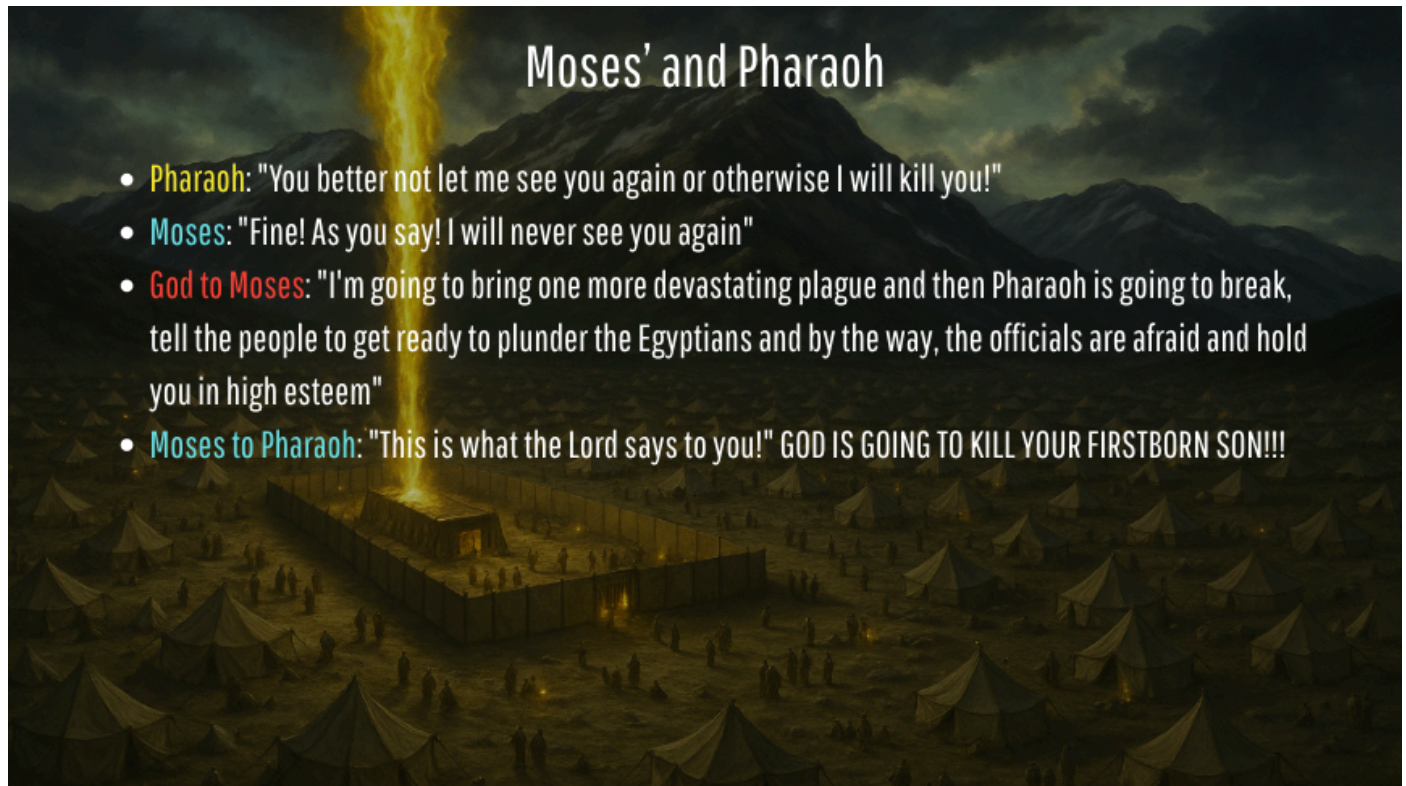 Moses’ and Pharaoh
Pharaoh: "You better not let me see you again or otherwise I will kill you!"
Moses: "Fine! As you say! I will never see you again"
God to Moses: "I'm going to bring one more devastating plague and then Pharaoh is going to break,
tell the people to get ready to plunder the Egyptians and by the way, the officials are afraid and hold
you in high esteem"
Moses to Pharaoh: "This is what the Lord says to you!" GOD IS GOING TO KILL YOUR FIRSTBORN SON!!!